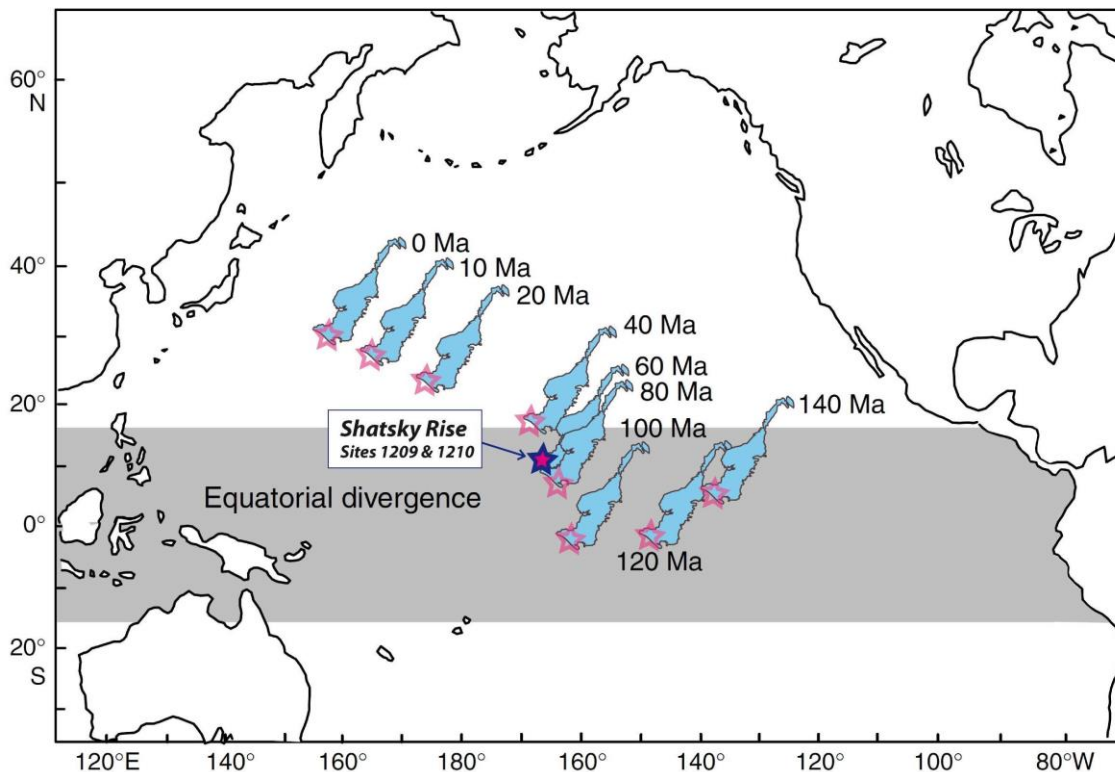 60°
N
40°
20°
0°
20°
S
0 Ma
10 Ma
20 Ma
40 Ma
60 Ma
80 Ma
100 Ma
140 Ma
120 Ma
Shatsky Rise
Sites 1209 & 1210
Equatorial divergence
120°E 140° 160° 180° 160° 140° 120° 100° 80°W